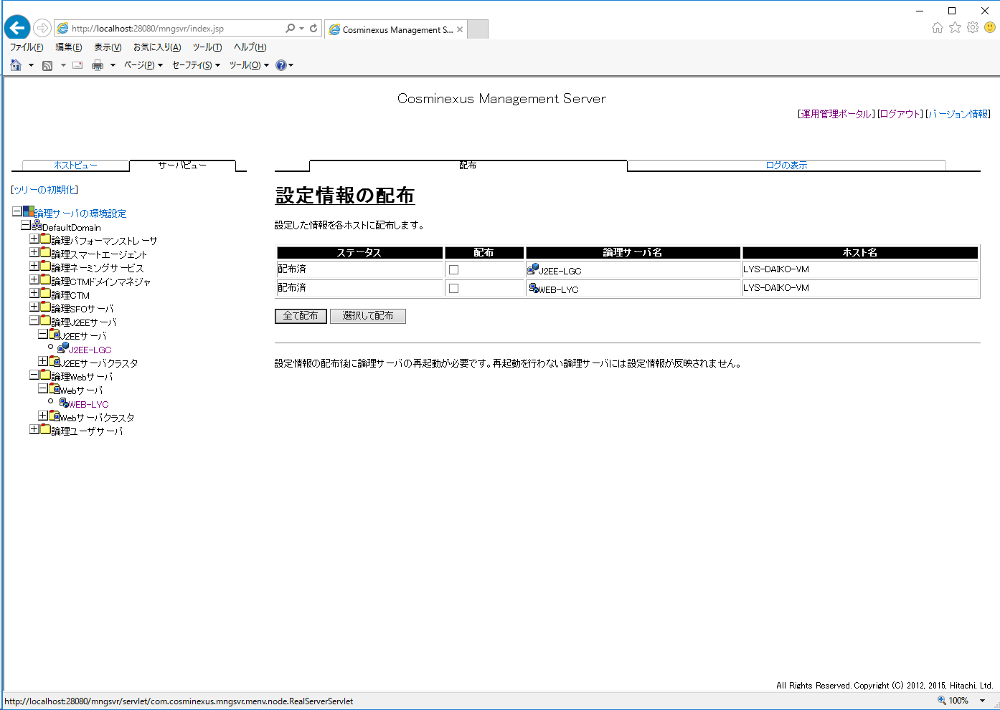 http://localhost:28080/mngsvr/index.jsp
Cosminexus Management S...
ファイル(F) 編集(E) 表示(V) お気に入り(A) ツール(T) ヘルプ(H)
ページ(P) セーフティ(S) ツール(O)
Cosminexus Management Server
[運用管理ポータル] [ログアウト] [バージョン情報]
ホストビュー サーバビュー
配布 ログの表示
[ツリーの初期化]
論理サーバの環境設定
DefaultDomain
論理パフォーマンストレーサ
論理スマートエージェント
論理ネーミングサービス
論理CTMドメインマネジャ
論理CTM
論理SFOサーバ
論理J2EEサーバ
J2EEサーバ
J2EE-LGC
J2EEサーバクラスタ
論理Webサーバ
Webサーバ
WEB-LYC
Webサーバクラスタ
論理ユーザサーバ
設定情報の配布
設定した情報を各ホストに配布します。
ステータス 配布 論理サーバ名 ホスト名
配布済 J2EE-LGC LYS-DAIKO-VM
配布済 WEB-LYC LYS-DAIKO-VM
全て配布 選択して配布
設定情報の配布後に論理サーバの再起動が必要です。再起動を行わない論理サーバには設定情報が反映されません。
All Rights Reserved. Copyright (C) 2012, 2015, Hitachi, Ltd.
http://localhost:28080/mngsvr/servlet/com.cosminexus.mngsvr.menv.node.RealServerServlet
100%